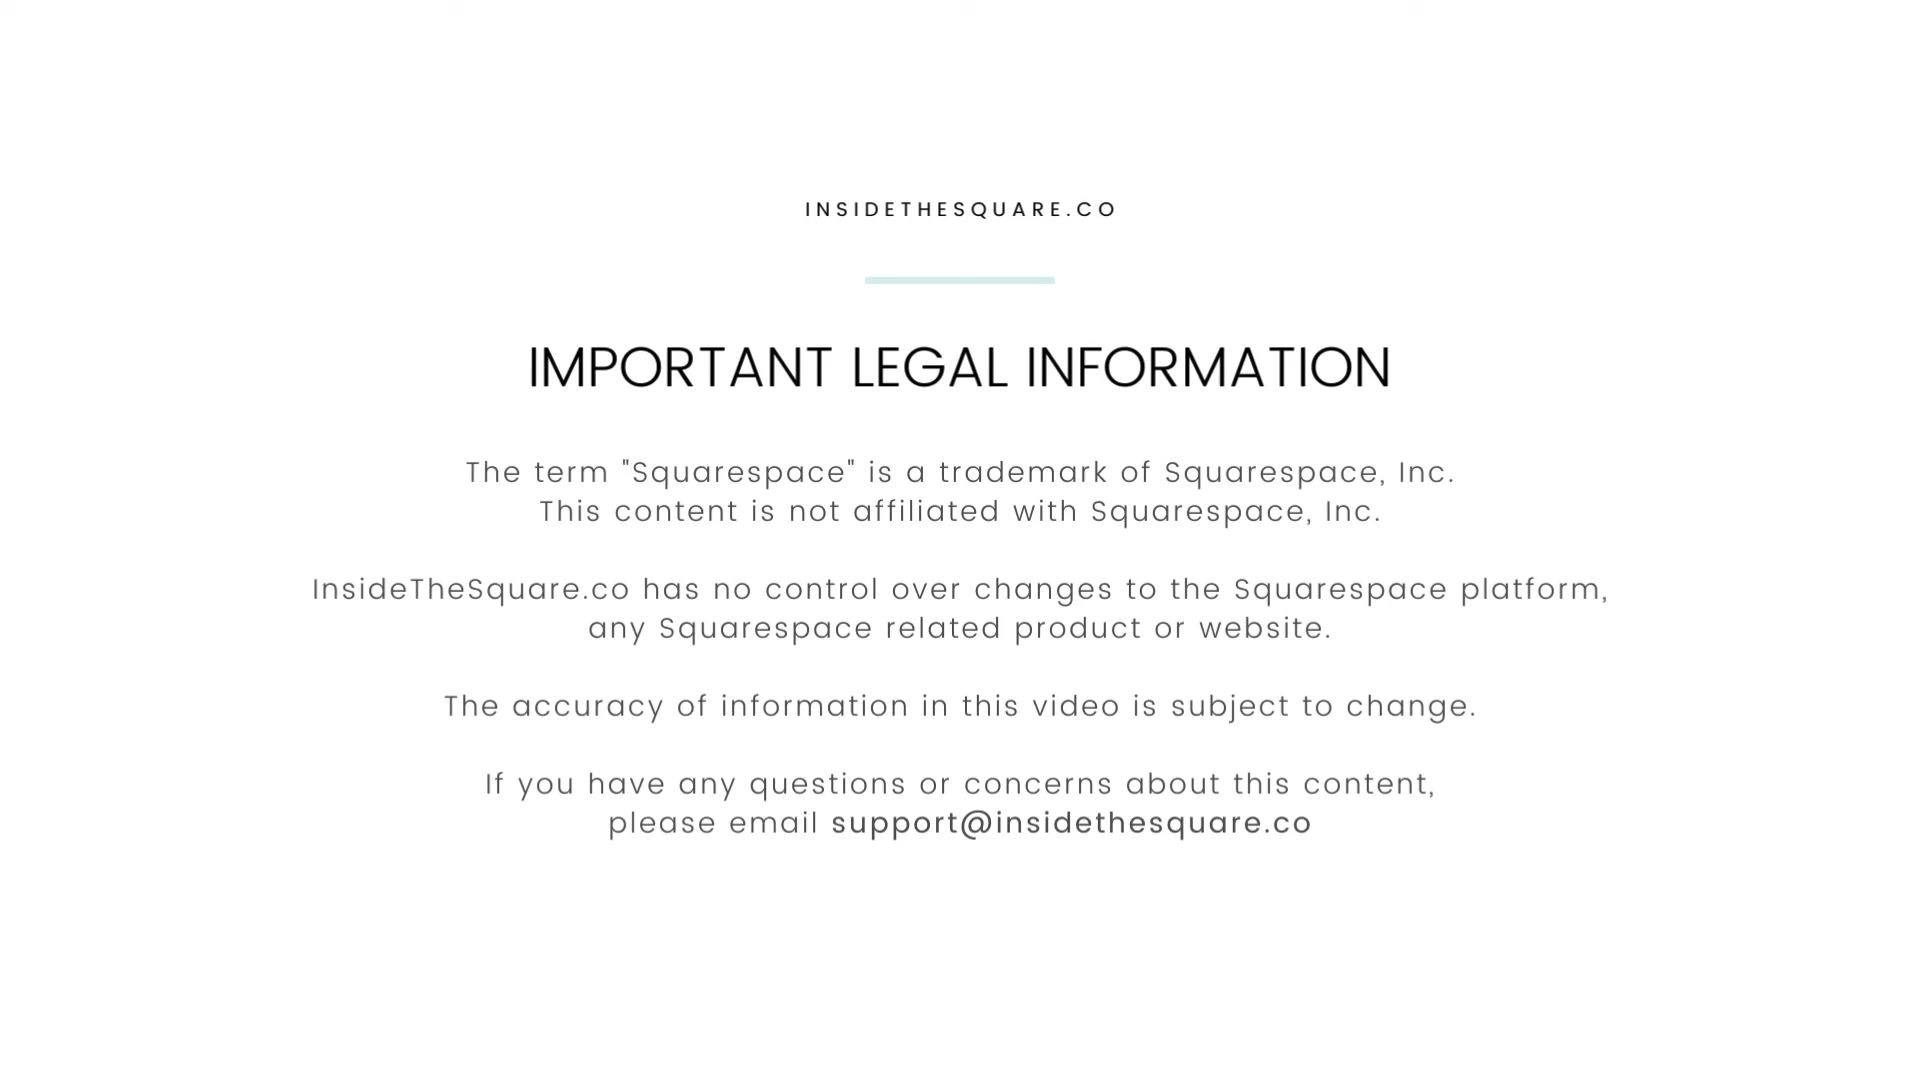 INSIDETHESQUARE.CO
IMPORTANT LEGAL INFORMATION
The term "Squarespace" is a trademark of Squarespace, Inc.
This content is not affiliated with Squarespace, Inc.
InsideTheSquare.co has no control over changes to the Squarespace platform,
any Squarespace related product or website.
The accuracy of information in this video is subject to change.
If you have any questions or concerns about this content,
please email support@insidethesquare.co